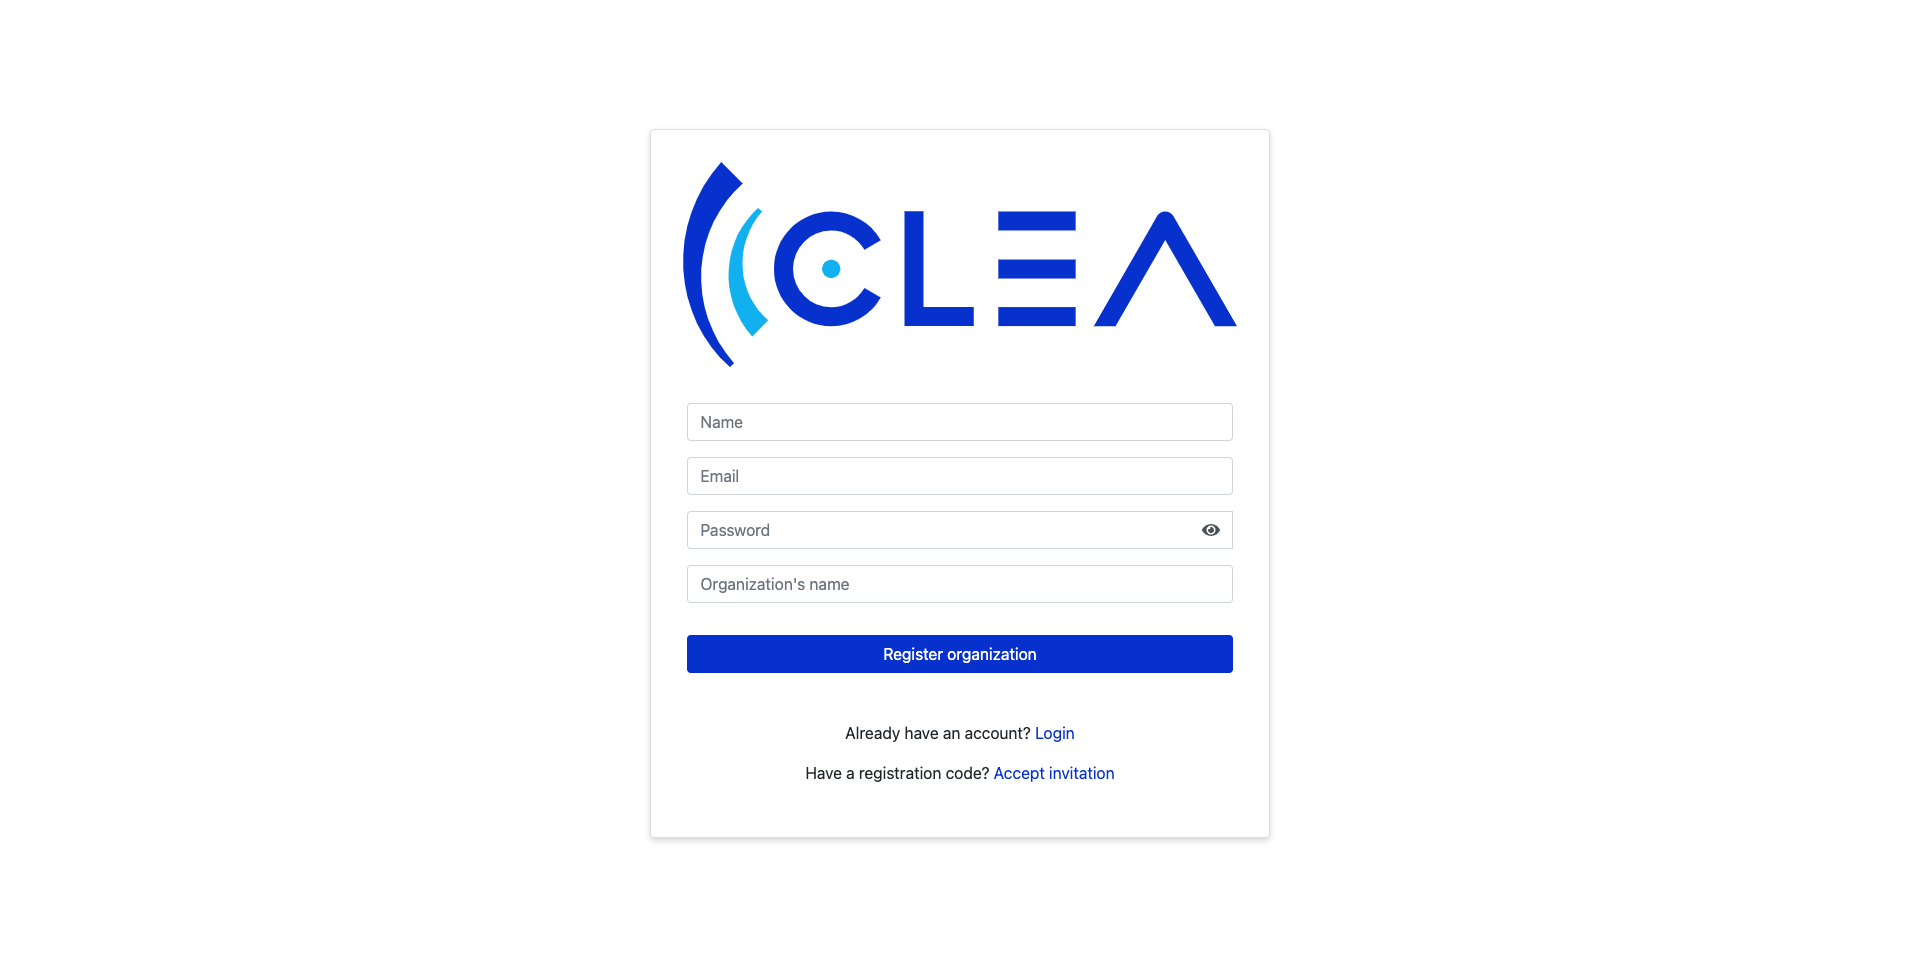 CLEA
Name
Email
Password
Organization's name
Register organization
Already have an account? Login
Have a registration code? Accept invitation